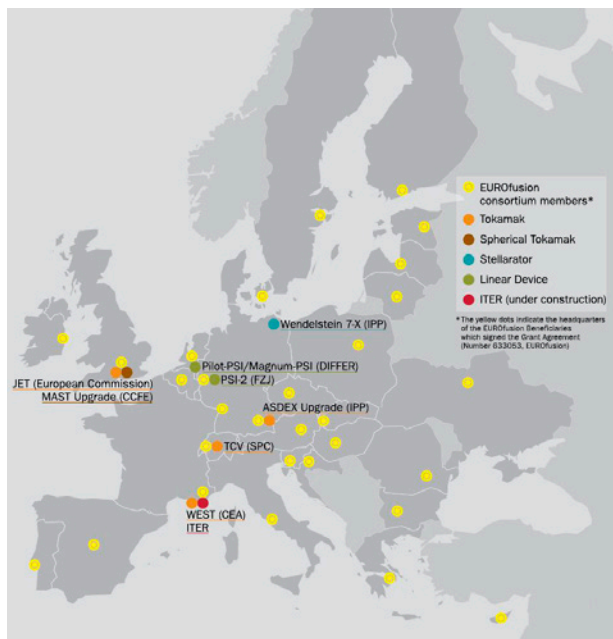 EUROfusion
consortium members*
Tokamak
Spherical Tokamak
Stellarator
Linear Device
ITER (under construction)
*The yellow dots indicate the headquarters
of the EUROfusion Beneficiaries
which signed the Grant Agreement
(Number 633053, EUROfusion)
Wendelstein 7-X (IPP)
Pilot-PSI/Magnum-PSI (DIFFER)
PSI-2 (FZJ)
JET (European Commission)
MAST Upgrade (CCFE)
ASDEX Upgrade (IPP)
TCV (SPC)
WEST (CEA)
ITER